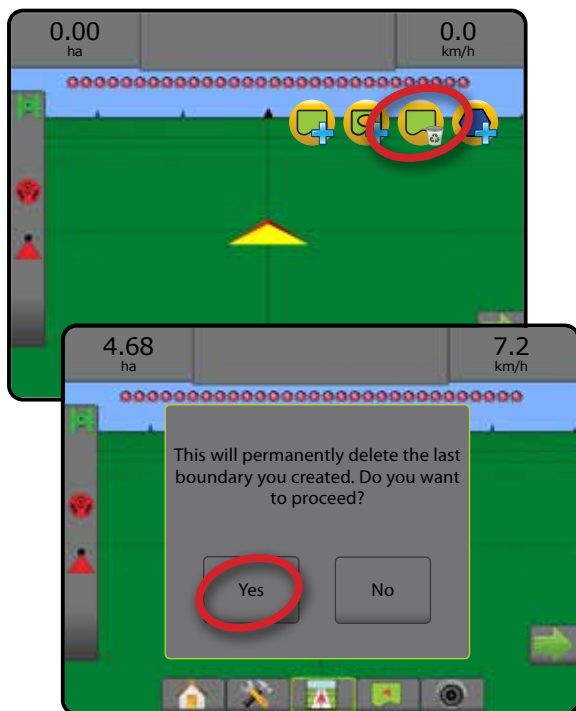 0.00
ha
0.0
km/h
4.68
ha
7.2
km/h
This will permanently delete the last
boundary you created. Do you want
to proceed?
Yes
No